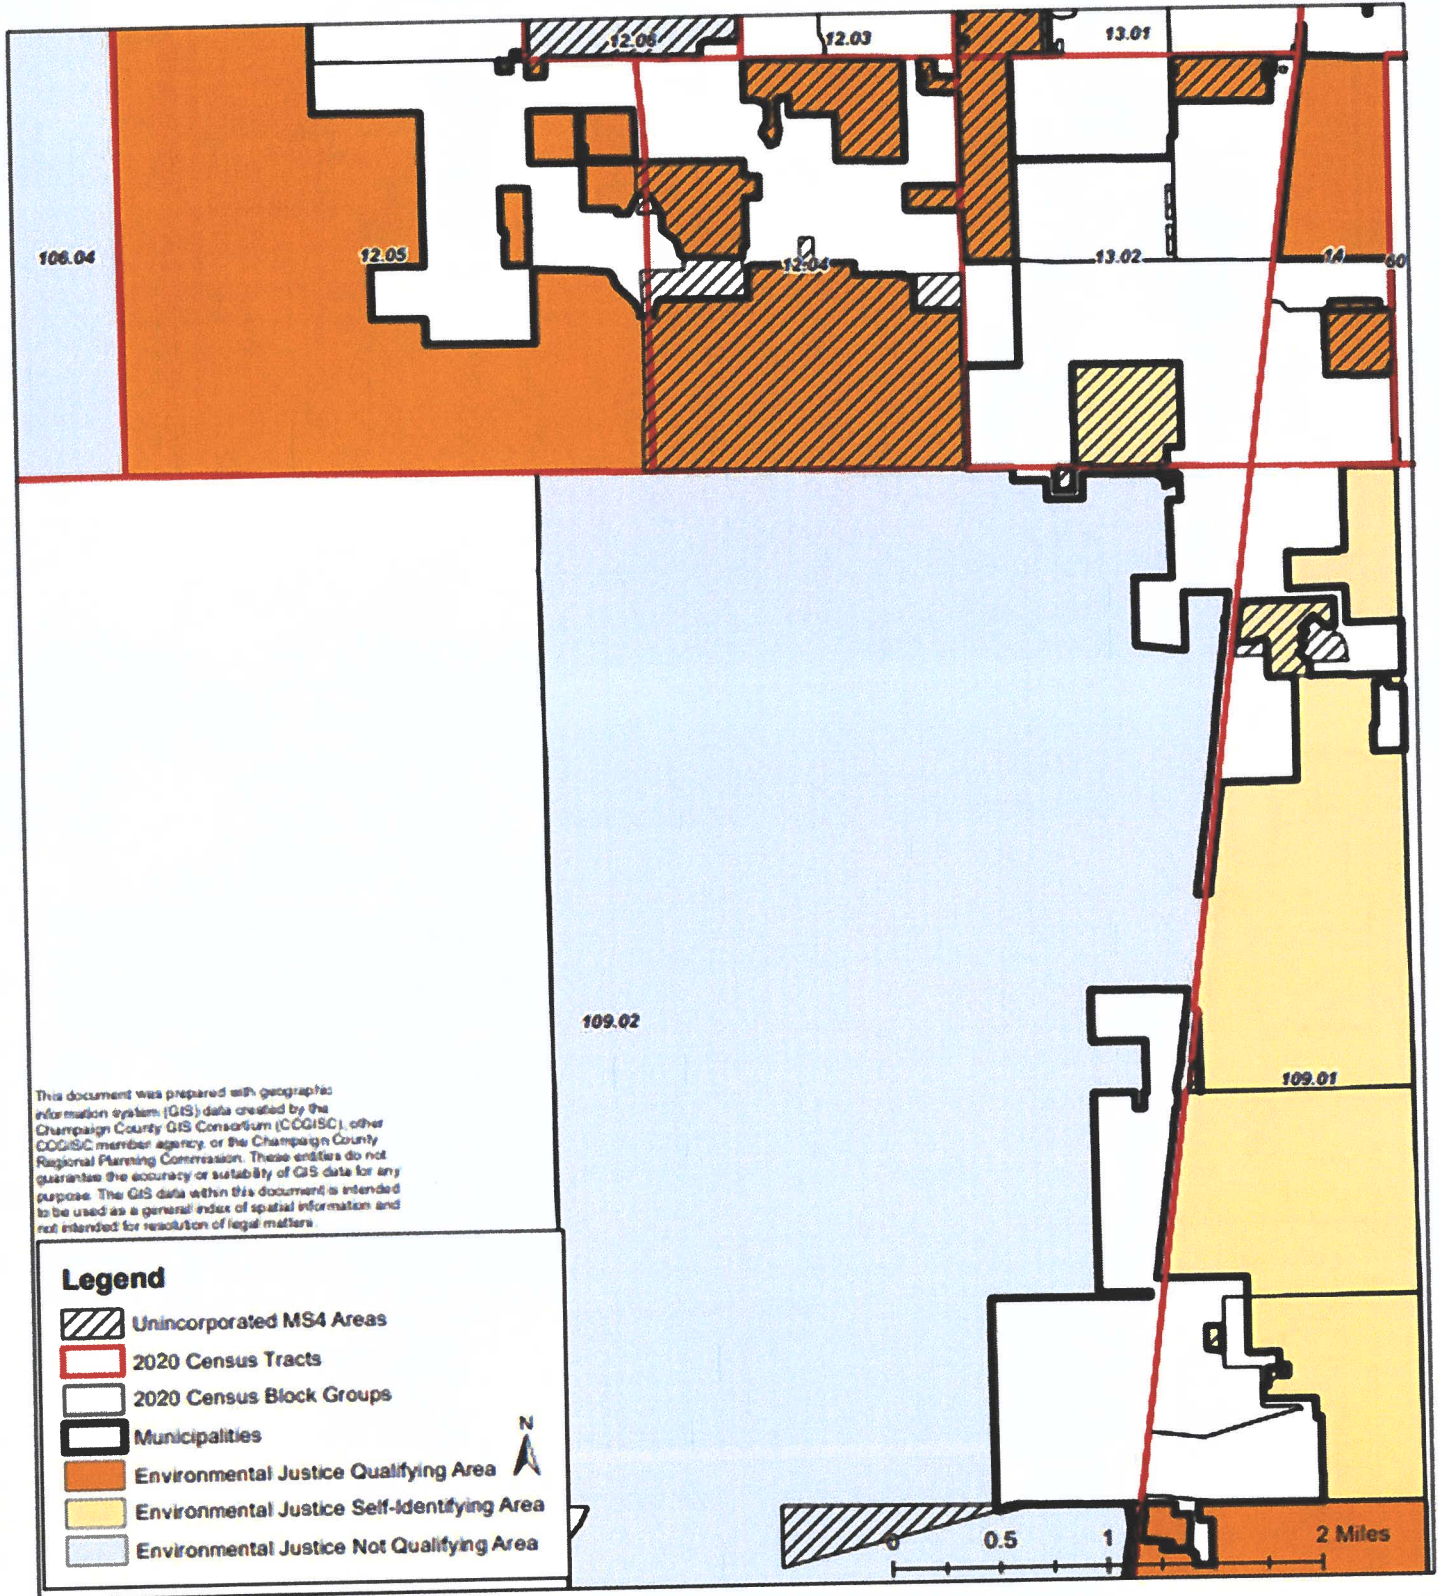 12.06
12.03
13.01
106.04
12.05
12.04
13.02
14
60
109.02
109.01
This document was prepared with geographic
information system (GIS) data created by the
Champaign County GIS Consortium (CCGISC), other
CCGISC member agency, or the Champaign County
Regional Planning Commission. These entities do not
guarantee the accuracy or suitability of GIS data for any
purpose. The GIS data within this document is intended
to be used as a general index of spatial information and
not intended for resolution of legal matters.
Legend
Unincorporated MS4 Areas
2020 Census Tracts
2020 Census Block Groups
Municipalities
N
Environmental Justice Qualifying Area
Environmental Justice Self-Identifying Area
Environmental Justice Not Qualifying Area
0 0.5 1 2 Miles